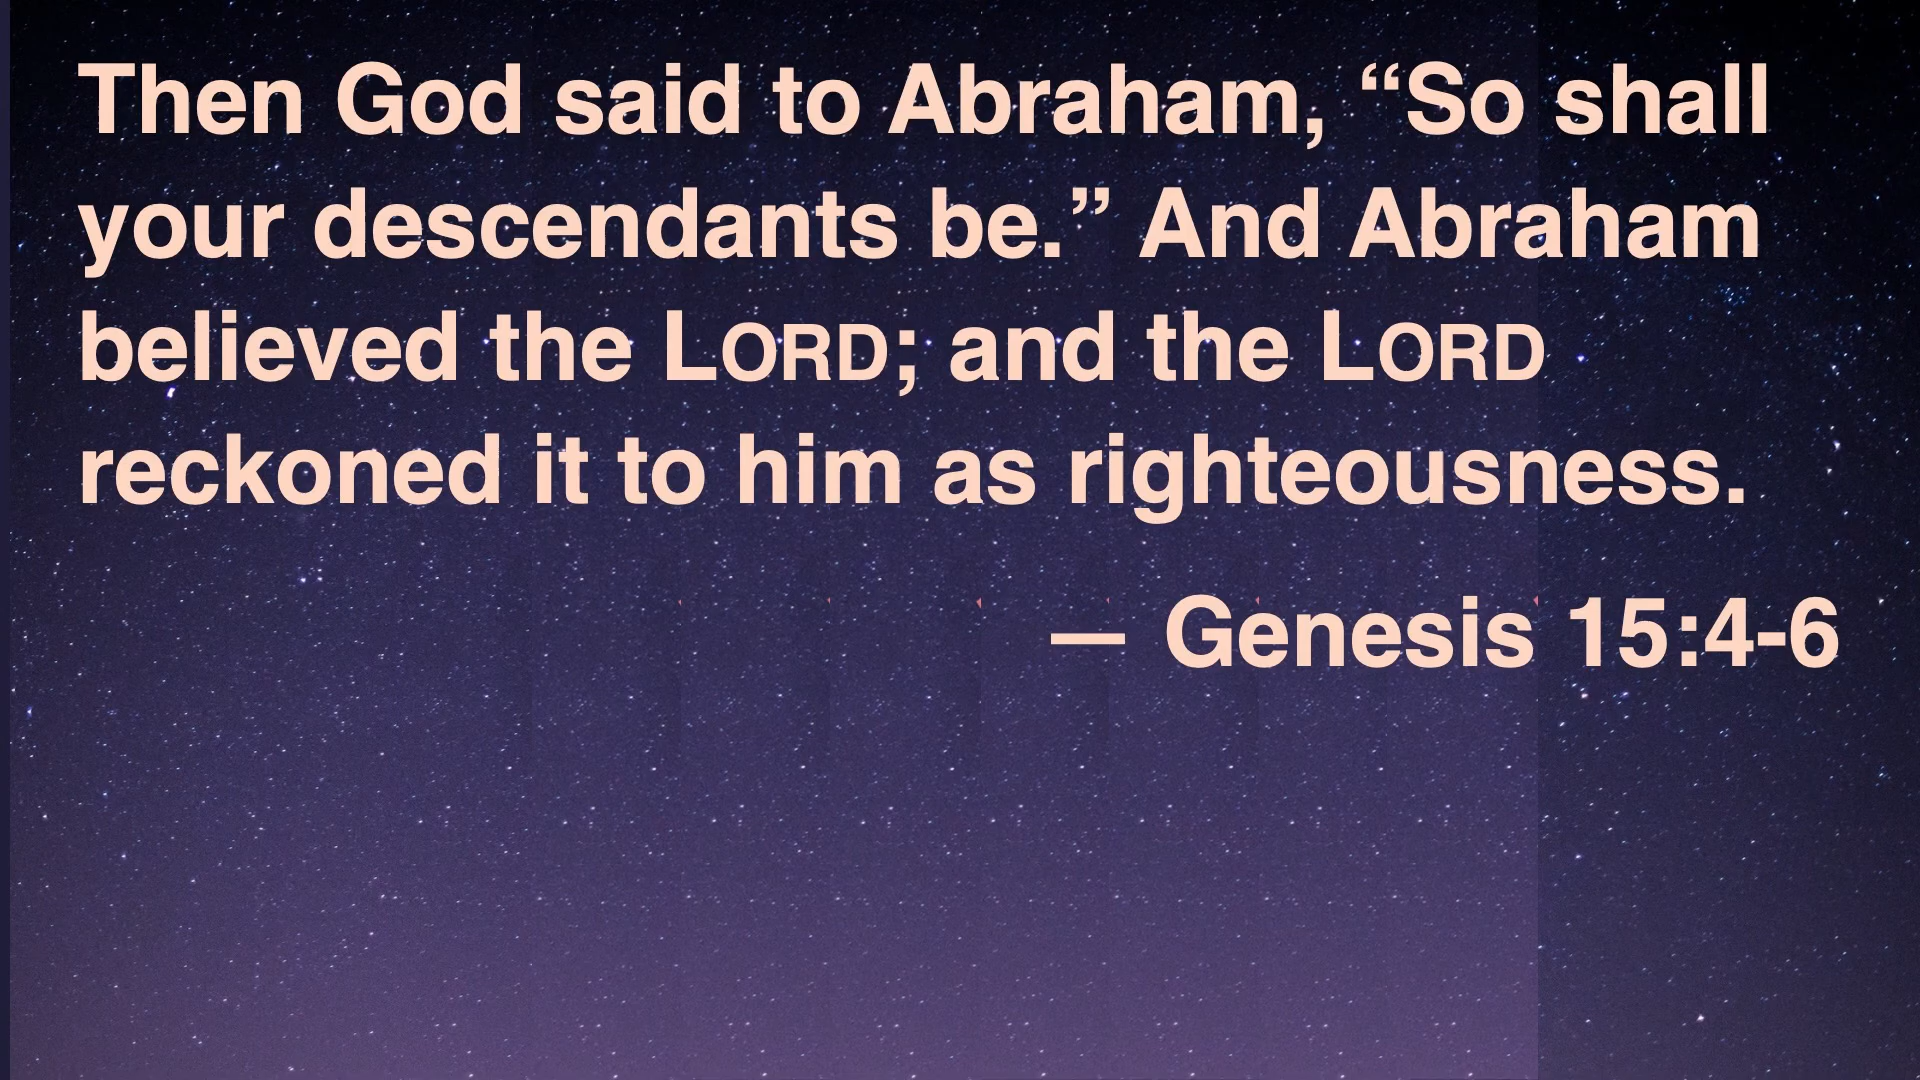 Then God said to Abraham, “So shall
your descendants be.” And Abraham
believed the LORD; and the LORD
reckoned it to him as righteousness.
— Genesis 15:4-6